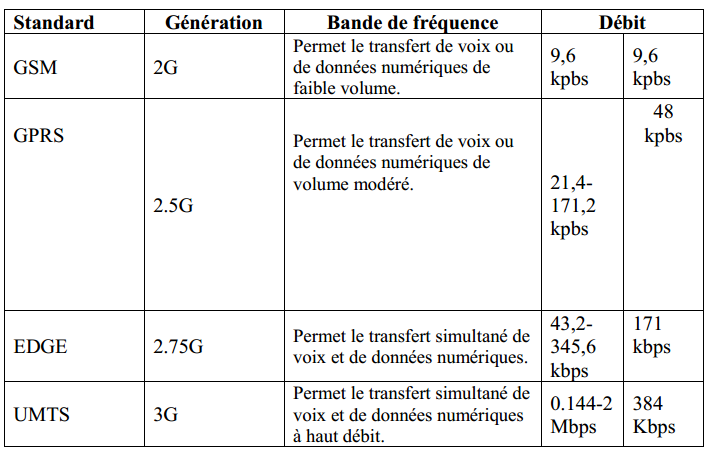 Standard Génération Bande de fréquence Débit
GSM
2G
Permet le transfert de voix ou
de données numériques de
faible volume.
9,6
kpbs
9,6
kpbs
GPRS
2.5G
Permet le transfert de voix ou
de données numériques de
volume modéré.
21,4-
171,2
kpbs
48
kpbs
EDGE
2.75G
Permet le transfert simultané de
voix et de données numériques.
43,2-
345,6
kbps
171
kbps
UMTS
3G
Permet le transfert simultané de
voix et de données numériques
à haut débit.
0.144-2
Mbps
384
Kbps